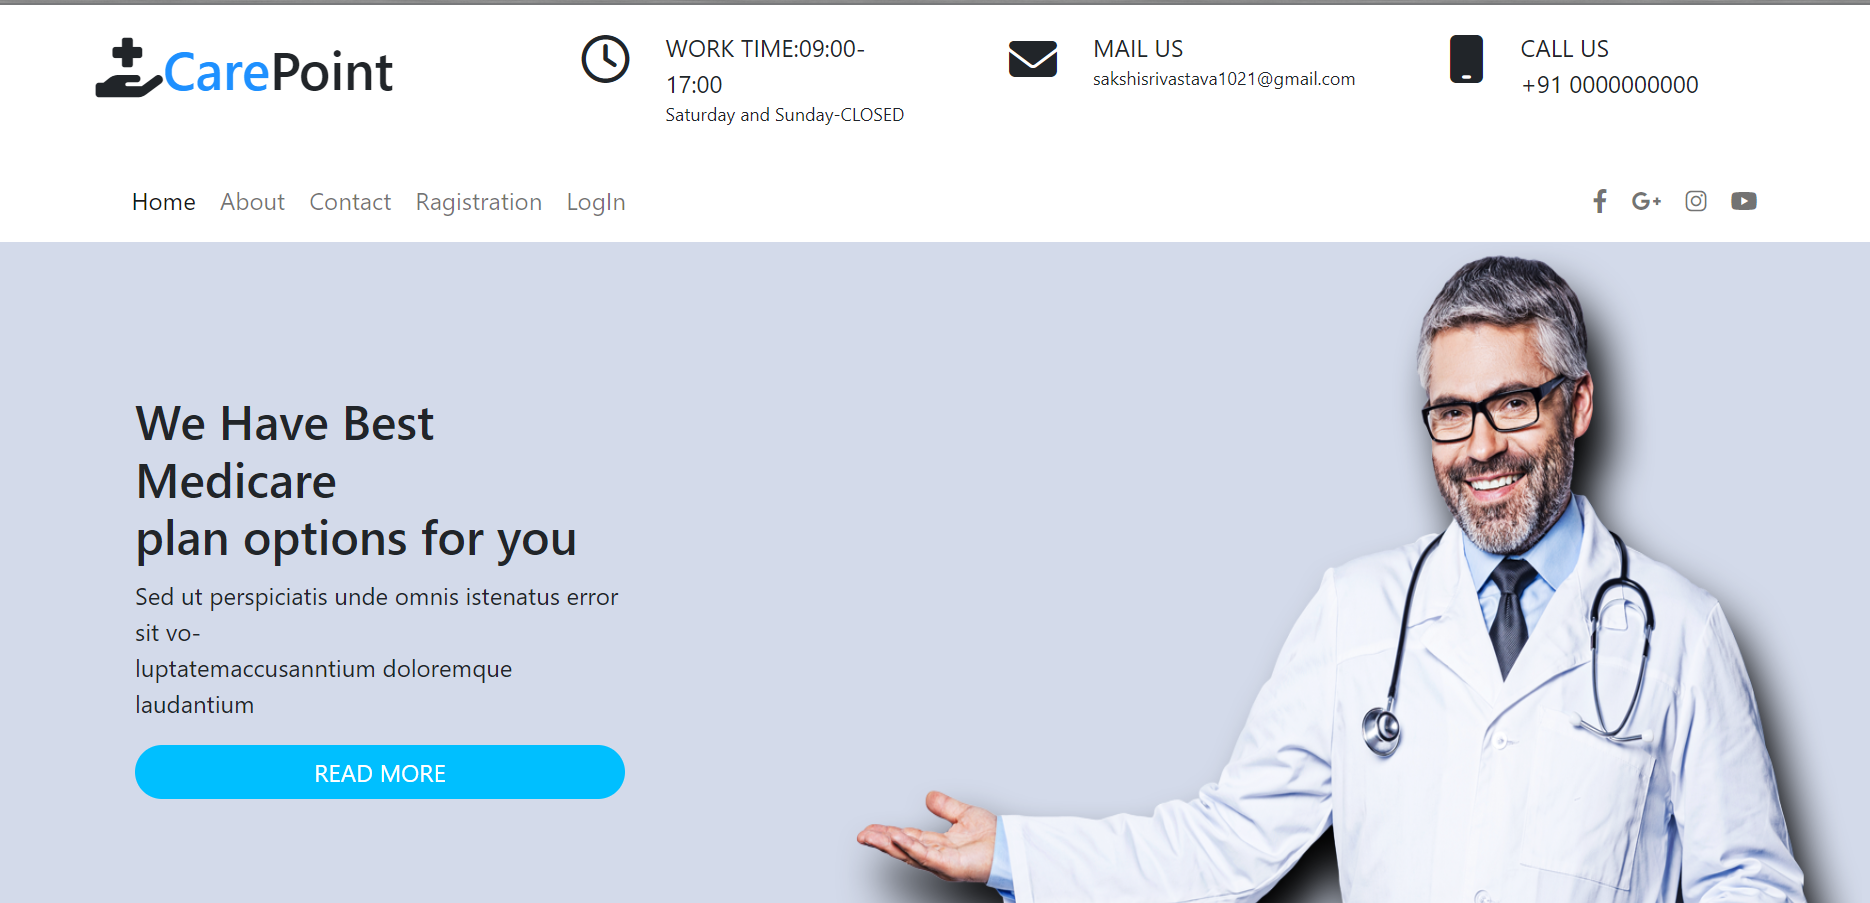 CarePoint
WORK TIME:09:00-
17:00
Saturday and Sunday-CLOSED
MAIL US
sakshisrivastava1021@gmail.com
CALL US
+91 0000000000
Home About Contact Ragistration LogIn
We Have Best
Medicare
plan options for you
Sed ut perspiciatis unde omnis istenatus error
sit vo-
luptatemaccusanntium doloremque
laudantium
READ MORE